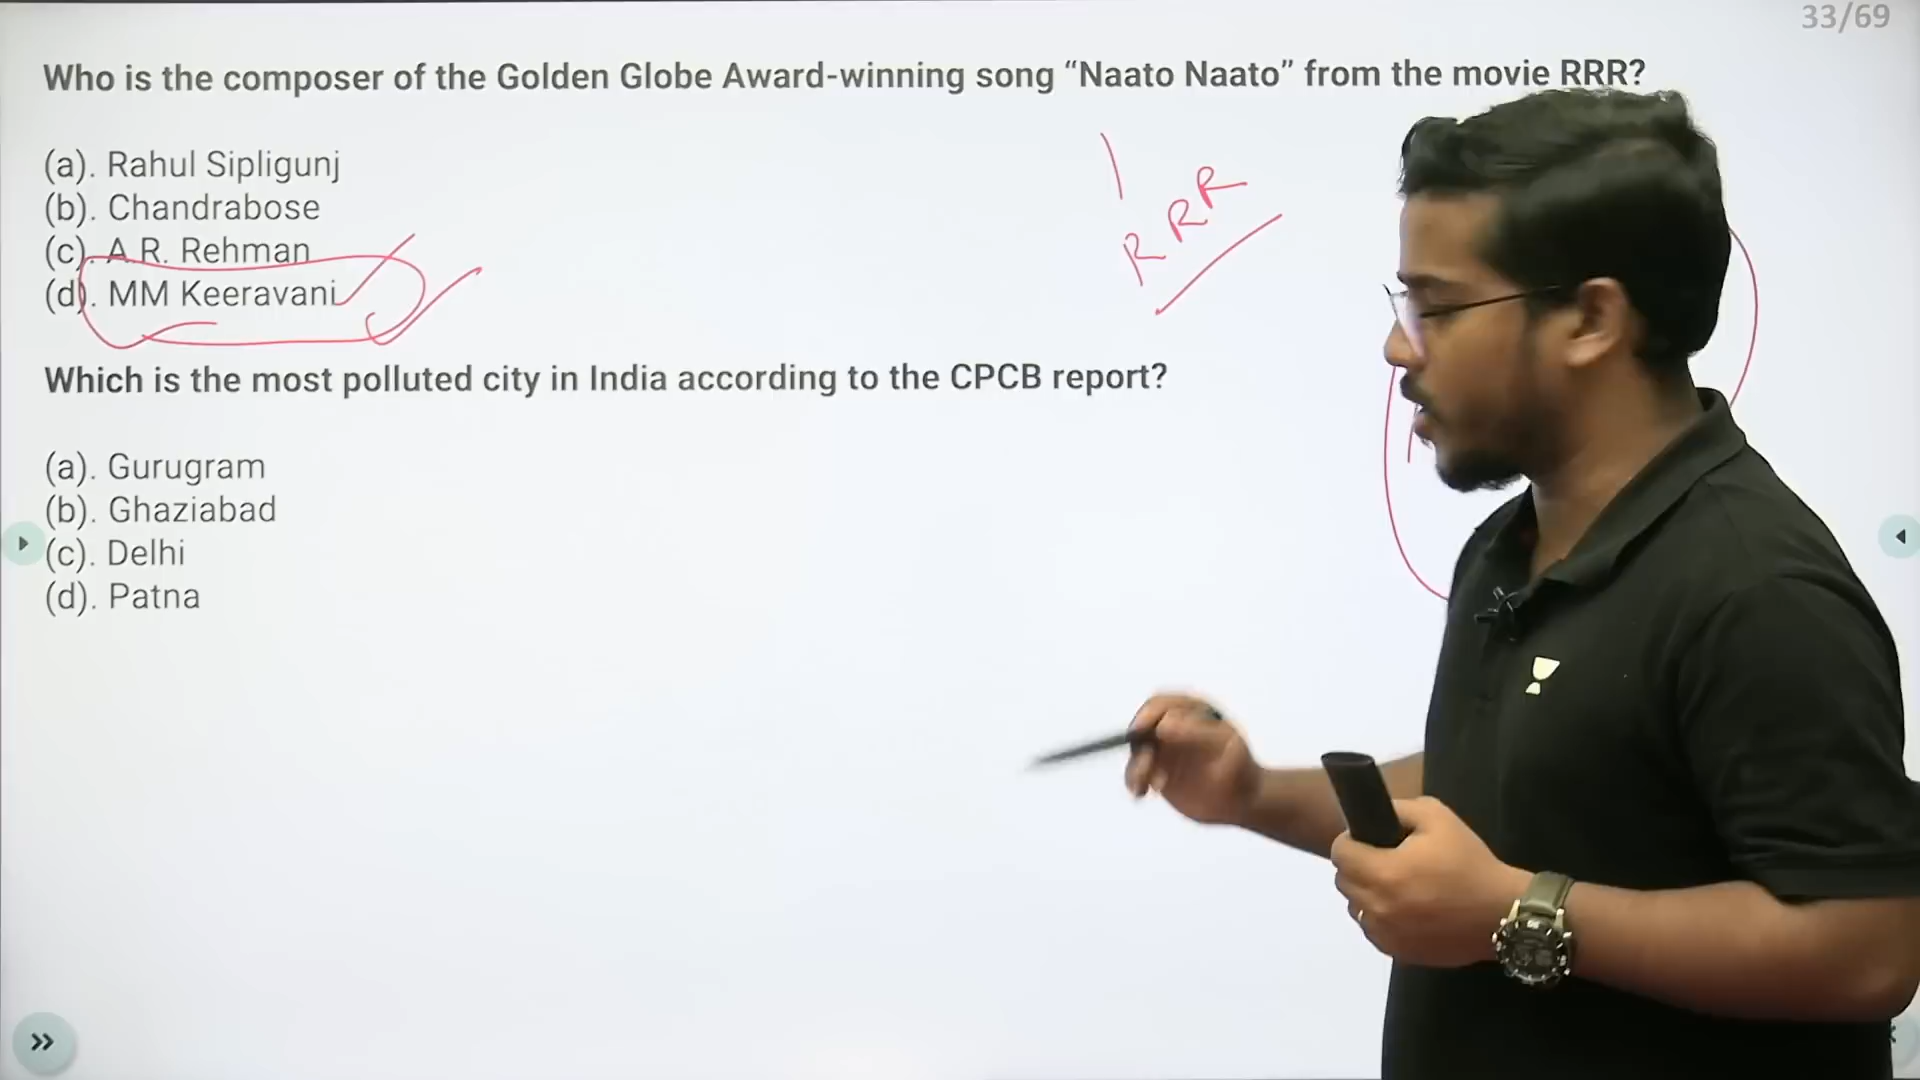 33/69
Who is the composer of the Golden Globe Award-winning song “Naato Naato” from the movie RRR?
(a). Rahul Sipligunj
(b). Chandrabose
(c). A.R. Rehman
(d). MM Keeravani
RRR
Which is the most polluted city in India according to the CPCB report?
(a). Gurugram
(b). Ghaziabad
(c). Delhi
(d). Patna